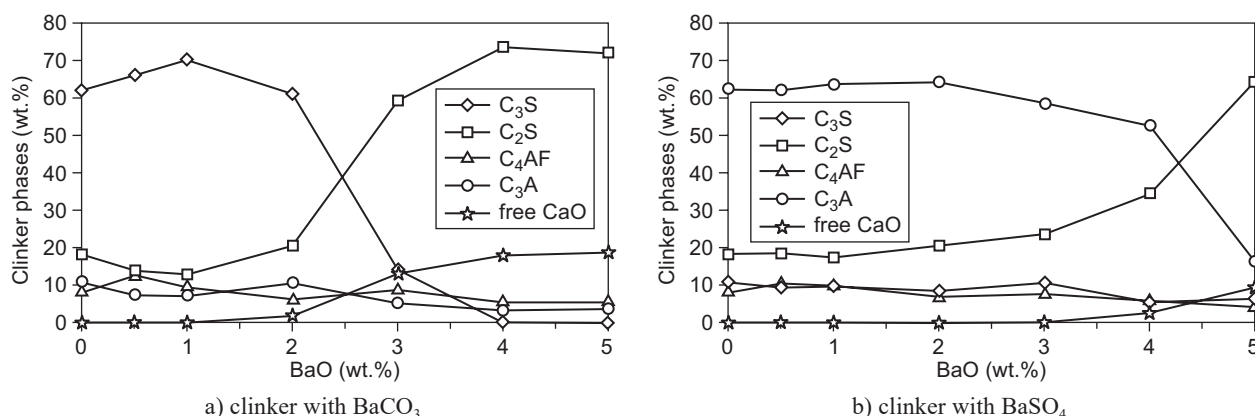 80
70
60
50
40
30
20
10
0
Clinker phases (wt.%)
C₃S
C₂S
C₄AF
C₃A
free CaO
0 1 2 3 4 5
BaO (wt.%)
a) clinker with BaCO₃
80
70
60
50
40
30
20
10
0
Clinker phases (wt.%)
C₃S
C₂S
C₄AF
C₃A
free CaO
0 1 2 3 4 5
BaO (wt.%)
b) clinker with BaSO₄